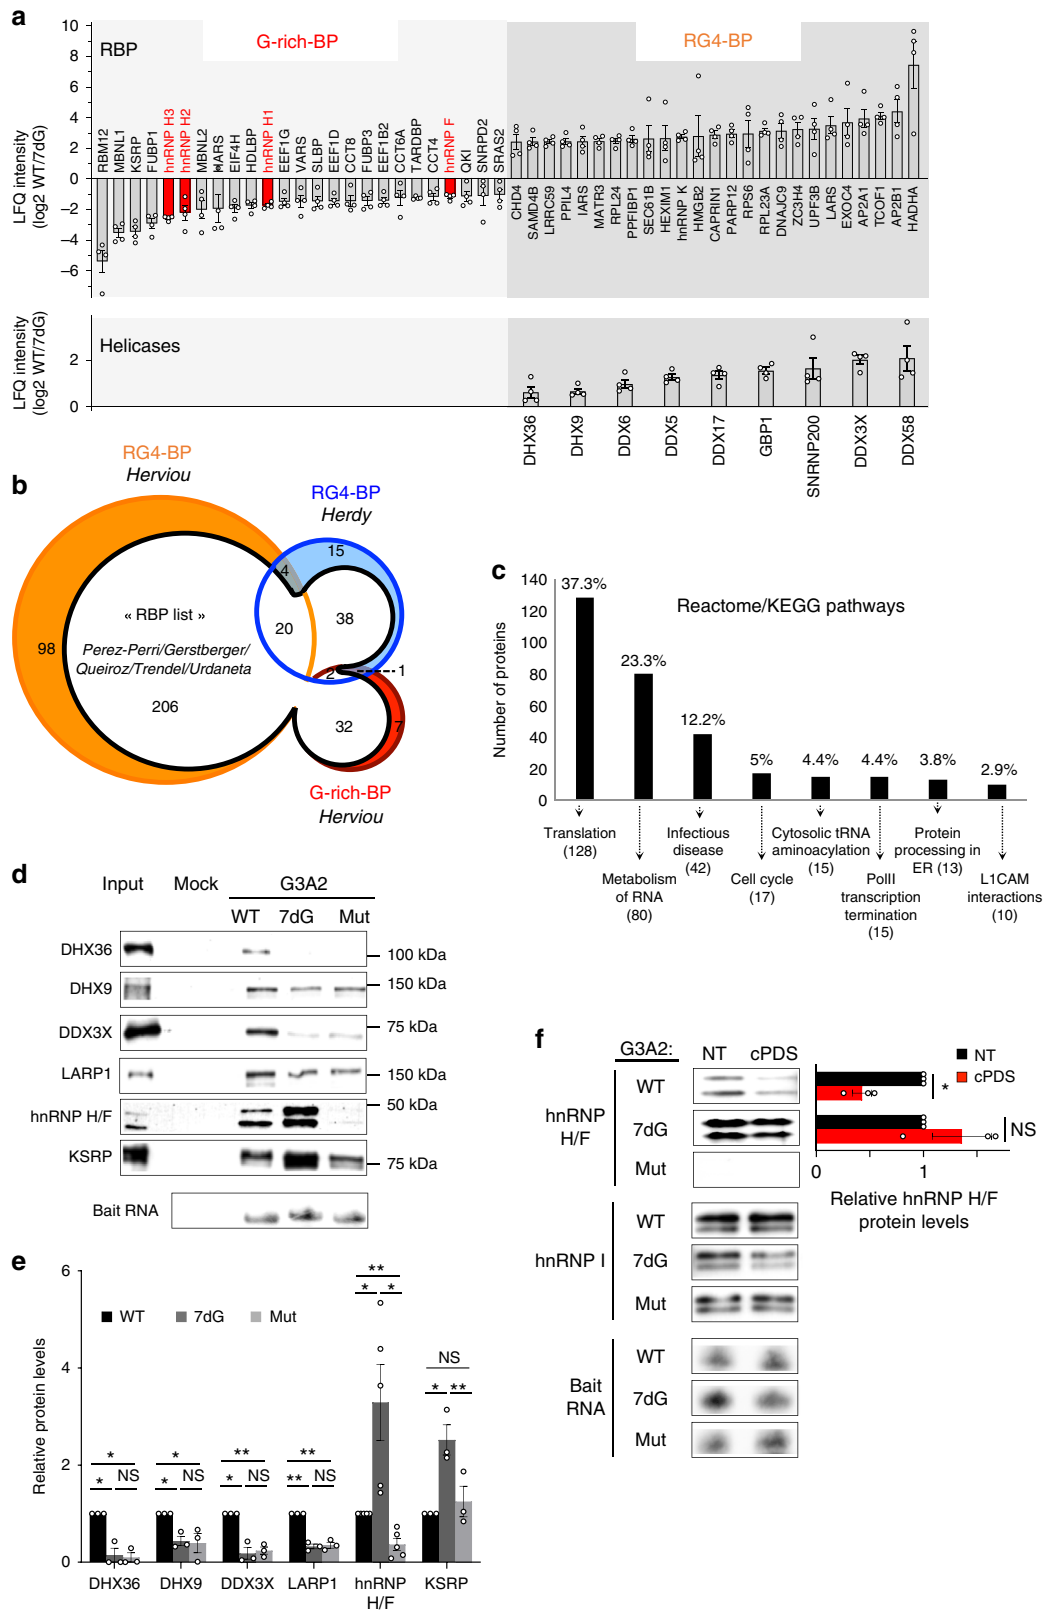 a
10
8
6
4
2
0
−2
−4
−6
LFQ intensity
(log2 WT/7dG)
RBP
G-rich-BP
RG4-BP
RBM12
MBNL1
KSRP
FUBP1
hnRNP H3
hnRNP H2
MBNL2
HARS
EIF4H
HDLBP
hnRNP H1
EEF1G
VARS
SLBP
EEF1D
CCT8
FUBP3
EEF1B2
CCT6A
TARDBP
CCT4
hnRNP F
QKI
SNRPD2
SRAS2
CHD4
SAMD4B
LRRC59
PPIL4
IARS
MATR3
RPL24
PPFIBP1
SEC61B
HEXIM1
hnRNP K
HMGB2
CAPRIN1
PARP12
RPS6
RPL23A
DNAJC9
ZC3H4
UPF3B
LARS
EXOC4
AP2A1
TCOF1
AP2B1
HADHA
LFQ intensity
(log2 WT/7dG)
2
0
Helicases
DHX36
DHX9
DDX6
DDX5
DDX17
GBP1
SNRNP200
DDX3X
DDX58
b
RG4-BP
Herviou
RG4-BP
Herdy
15
4
« RBP list »
20
38
98
Perez-Perri/Gerstberger/
Queiroz/Trendel/Urdaneta
2
1
206
32
7
G-rich-BP
Herviou
c
Reactome/KEGG pathways
Number of proteins
140
120
100
80
60
40
20
0
37.3%
23.3%
12.2%
5%
4.4%
4.4%
3.8%
2.9%
Translation
(128)
Metabolism
of RNA
(80)
Infectious
disease
(42)
Cell cycle
(17)
Cytosolic tRNA
aminoacylation
(15)
PolII
transcription
termination
(15)
Protein
processing in
ER (13)
L1CAM
interactions
(10)
d
Input
Mock
G3A2
WT
7dG
Mut
DHX36
100 kDa
DHX9
150 kDa
DDX3X
75 kDa
LARP1
150 kDa
hnRNP H/F
50 kDa
KSRP
75 kDa
Bait RNA
e
Relative protein levels
6
4
2
0
WT
7dG
Mut
*
*
NS
*
*
NS
**
*
NS
**
**
NS
**
*
*
NS
*
**
DHX36
DHX9
DDX3X
LARP1
hnRNP
H/F
KSRP
f
G3A2:
NT
cPDS
hnRNP
H/F
WT
7dG
Mut
hnRNP I
WT
7dG
Mut
Bait
RNA
WT
7dG
Mut
NT
cPDS
*
NS
0
1
Relative hnRNP H/F
protein levels